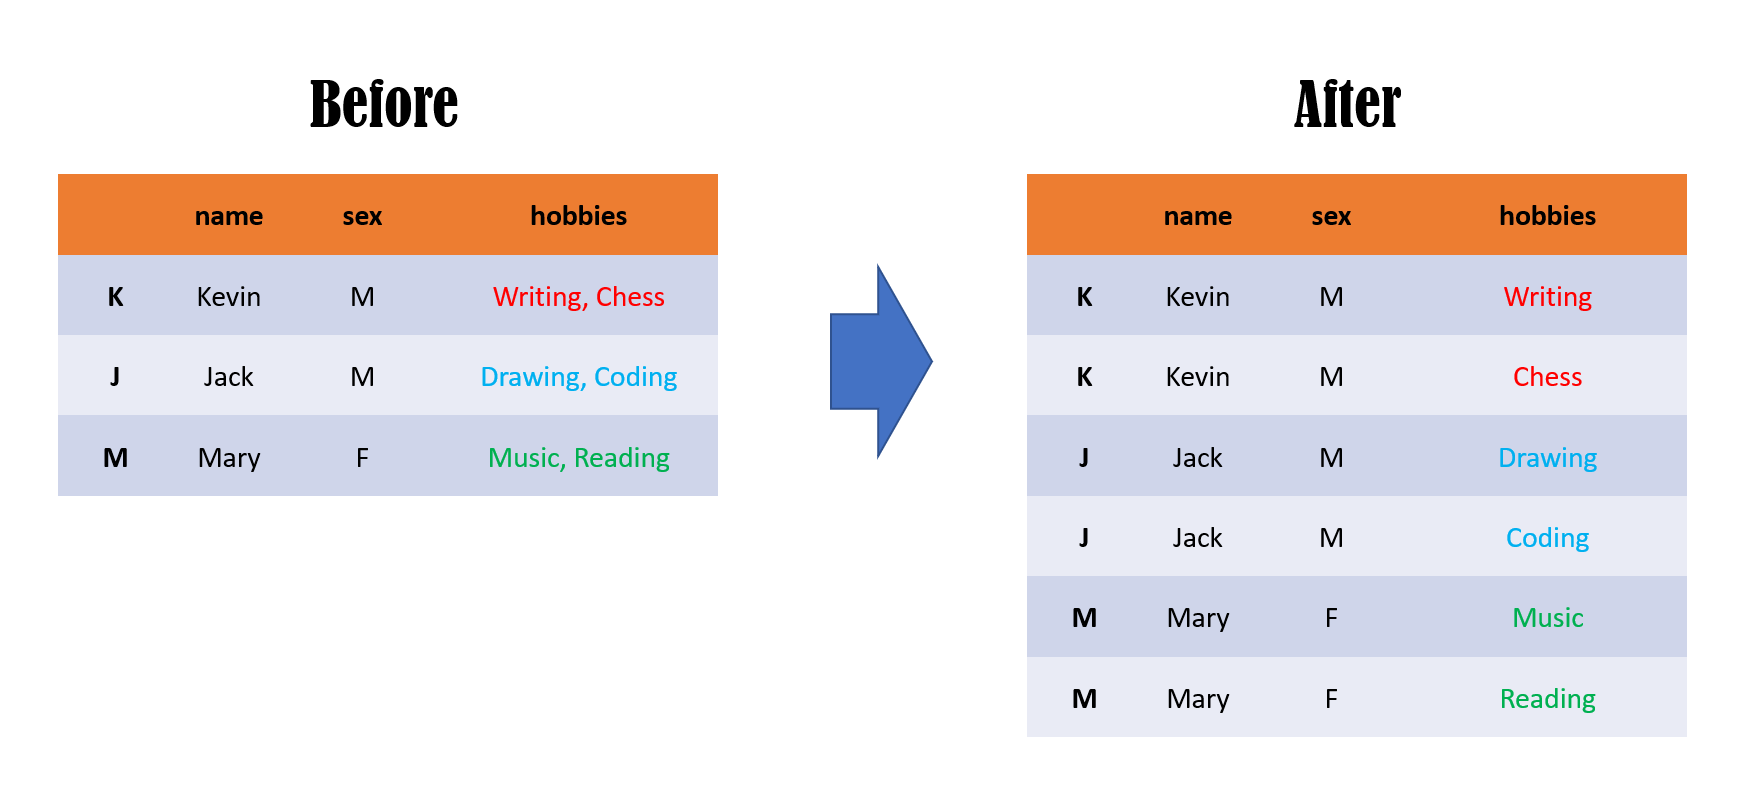 Before
name sex hobbies
K Kevin M Writing, Chess
J Jack M Drawing, Coding
M Mary F Music, Reading
After
name sex hobbies
K Kevin M Writing
K Kevin M Chess
J Jack M Drawing
J Jack M Coding
M Mary F Music
M Mary F Reading